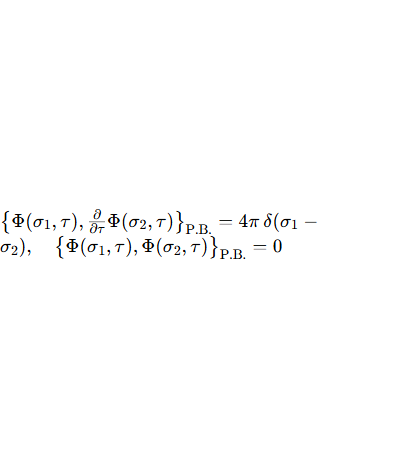 {Φ(σ₁, τ), ∂/∂τ Φ(σ₂, τ)}_P.B. = 4π δ(σ₁ −
σ₂), {Φ(σ₁, τ), Φ(σ₂, τ)}_P.B. = 0